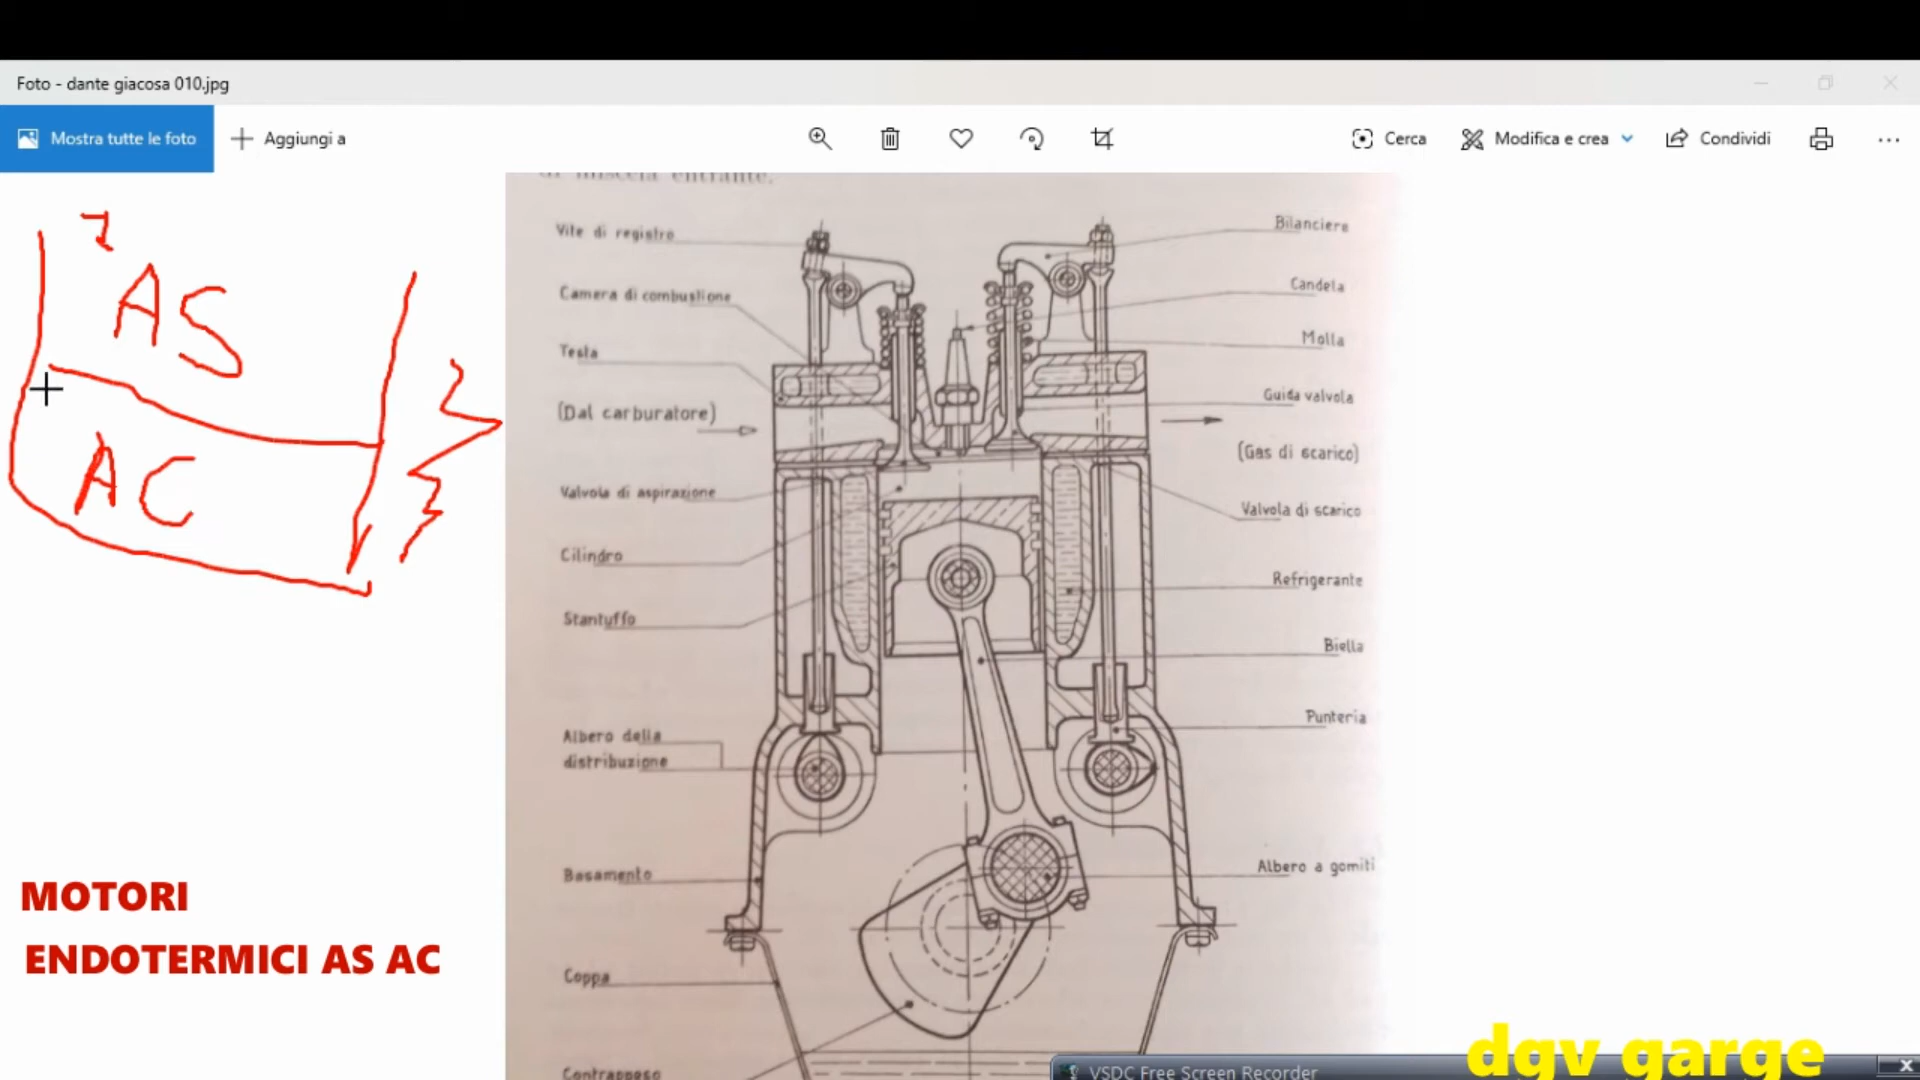 Foto - dante giacosa 010.jpg
Mostra tutte le foto
Aggiungi a
Cerca
Modifica e crea
Condividi
di miscela entrante.
AS
AC
Vite di registro
Camera di combustione
Testa
(Dal carburatore)
Valvola di aspirazione
Cilindro
Stantuffo
Albero della
distribuzione
Basamento
Coppa
Contrappeso
Bilanciere
Candela
Molla
Guida valvola
(Gas di scarico)
Valvola di scarico
Refrigerante
Biella
Punteria
Albero a gomiti
MOTORI
ENDOTERMICI AS AC
dgv garge
VSDC Free Screen Recorder